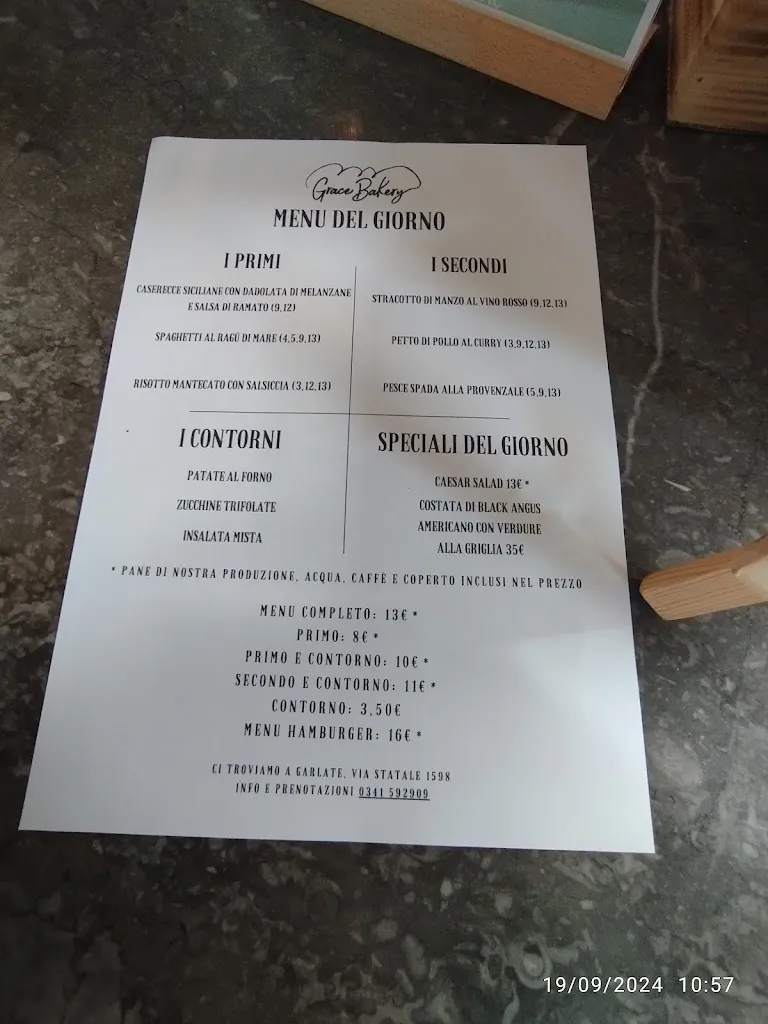 Grace Bakery
MENU DEL GIORNO
I PRIMI
CASERECCE SICILIANE CON DADOLATA DI MELANZANE
E SALSA DI RAMATO (9,12)
SPAGHETTI AL RAGÙ DI MARE (4,5,9,13)
RISOTTO MANTECATO CON SALSICCIA (3,12,13)
I SECONDI
STRACOTTO DI MANZO AL VINO ROSSO (9,12,13)
PETTO DI POLLO AL CURRY (3,9,12,13)
PESCE SPADA ALLA PROVENZALE (5,9,13)
I CONTORNI
PATATE AL FORNO
ZUCCHINE TRIFOLATE
INSALATA MISTA
SPECIALI DEL GIORNO
CAESAR SALAD 13€ *
COSTATA DI BLACK ANGUS
AMERICANO CON VERDURE
ALLA GRIGLIA 35€
* PANE DI NOSTRA PRODUZIONE, ACQUA, CAFFÈ E COPERTO INCLUSI NEL PREZZO
MENU COMPLETO: 13€ *
PRIMO: 8€ *
PRIMO E CONTORNO: 10€ *
SECONDO E CONTORNO: 11€ *
CONTORNO: 3,50€
MENU HAMBURGER: 16€ *
CI TROVIAMO A GARLATE, VIA STATALE 1598
INFO E PRENOTAZIONI 0341 592909
19/09/2024 10:57